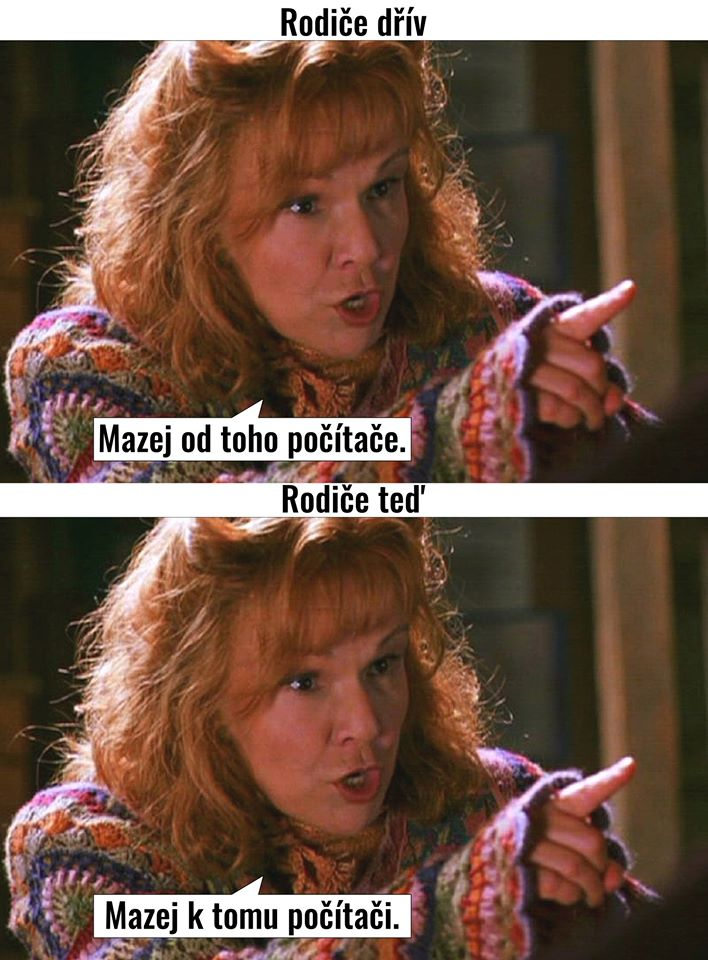 Rodiče dřív
Mazej od toho počítače.
Rodiče teď
Mazej k tomu počítači.